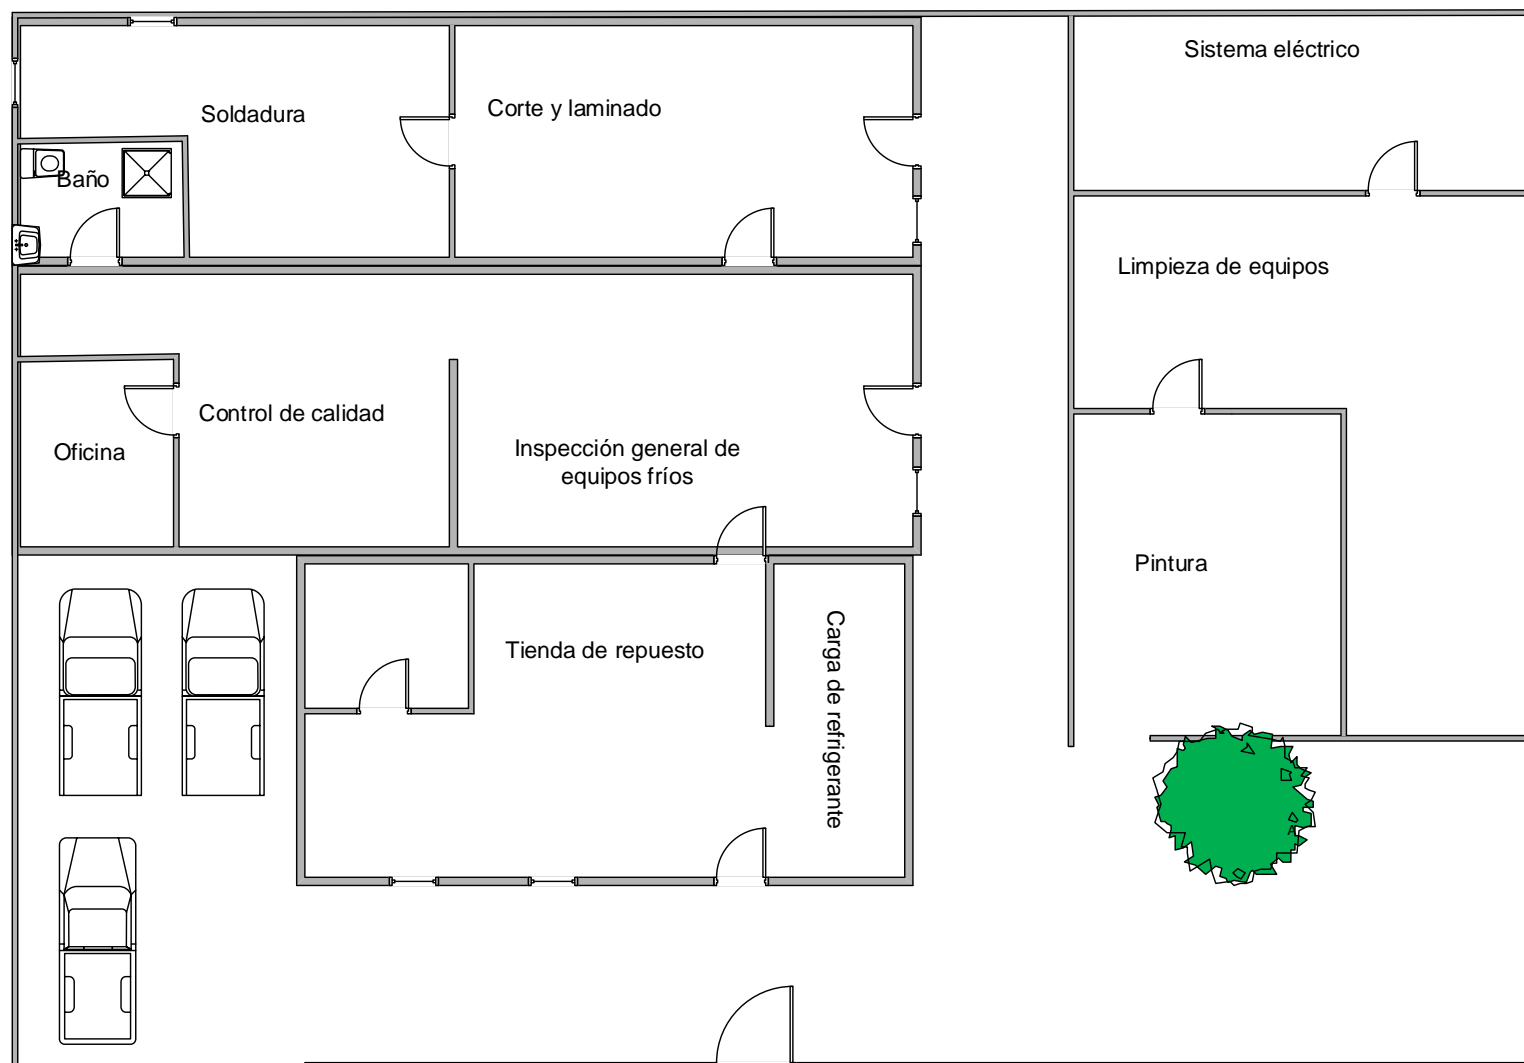 Sistema eléctrico
Soldadura
Corte y laminado
Baño
Limpieza de equipos
Control de calidad
Oficina
Inspección general de
equipos fríos
Pintura
Tienda de repuesto
Carga de refrigerante